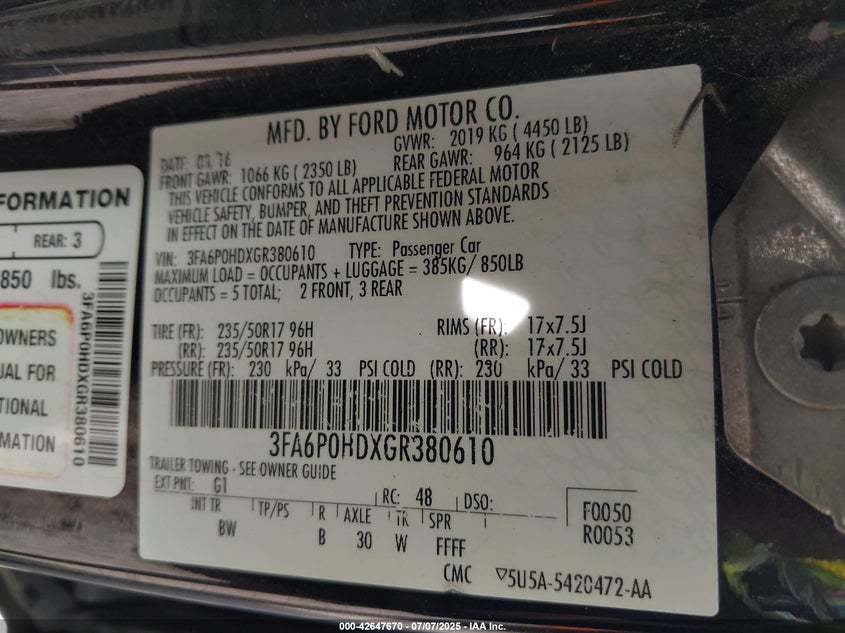 MFD. BY FORD MOTOR CO.
DATE: 03/16 GVWR: 2019 KG ( 4450 LB)
FRONT GAWR: 1066 KG ( 2350 LB) REAR GAWR: 964 KG ( 2125 LB)
THIS VEHICLE CONFORMS TO ALL APPLICABLE FEDERAL MOTOR
VEHICLE SAFETY, BUMPER, AND THEFT PREVENTION STANDARDS
IN EFFECT ON THE DATE OF MANUFACTURE SHOWN ABOVE.
VIN: 3FA6P0HDXGR380610 TYPE: Passenger Car
MAXIMUM LOAD = OCCUPANTS + LUGGAGE = 385KG/ 850LB
OCCUPANTS = 5 TOTAL; 2 FRONT, 3 REAR
TIRE (FR): 235/50R17 96H RIMS (FR): 17x7.5J
(RR): 235/50R17 96H (RR): 17x7.5J
PRESSURE (FR): 230 kPa/ 33 PSI COLD (RR): 230 kPa/ 33 PSI COLD
3FA6P0HDXGR380610
TRAILER TOWING - SEE OWNER GUIDE
EXT PNT: G1 RC: 48 DSO: F0050
INT TR TP/PS R AXLE TR SPR R0053
BW B 30 W FFFF
CMC 5U5A-5420472-AA
FORMATION
REAR: 3
850 lbs.
OWNERS
UAL FOR
TIONAL
MATION
3FA6P0HDXGR380610
000-42647670 - 07/07/2025 - IAA Inc.